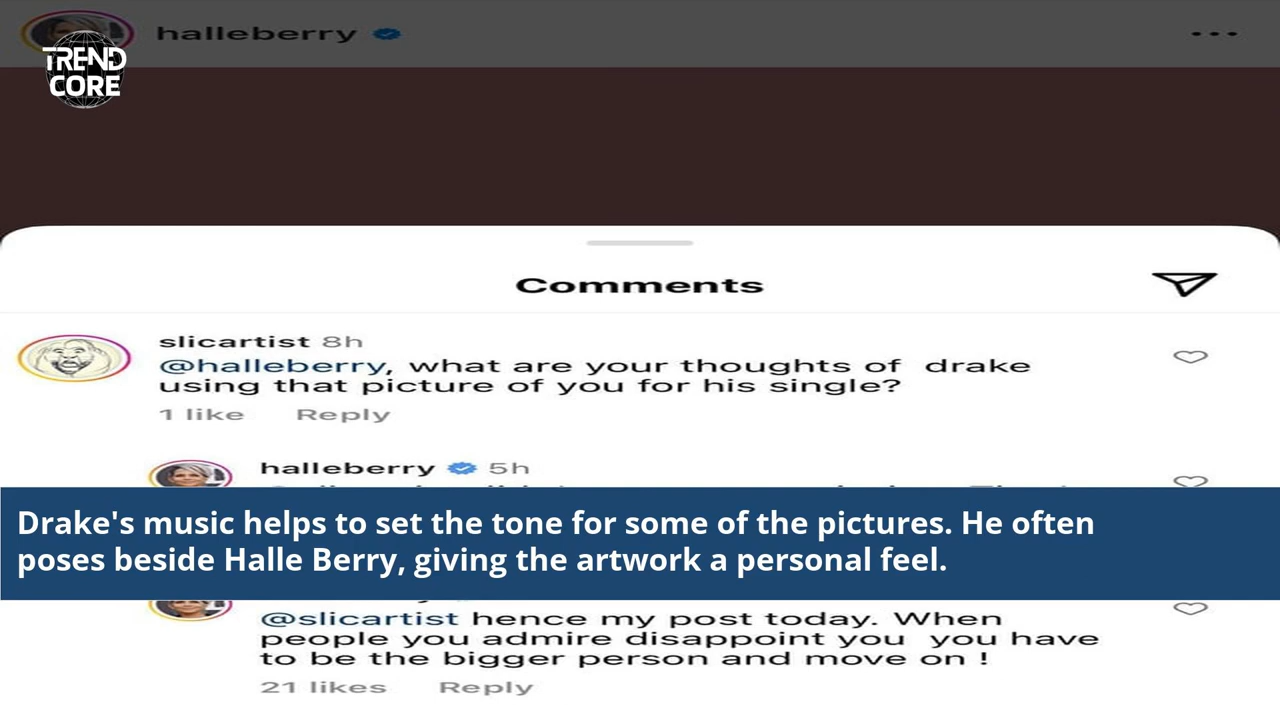 halleberry
TREND
CORE
Comments
slicartist 8h
@halleberry, what are your thoughts of drake
using that picture of you for his single?
1 like Reply
halleberry 5h
Drake's music helps to set the tone for some of the pictures. He often
poses beside Halle Berry, giving the artwork a personal feel.
@slicartist hence my post today. When
people you admire disappoint you you have
to be the bigger person and move on !
21 likes Reply